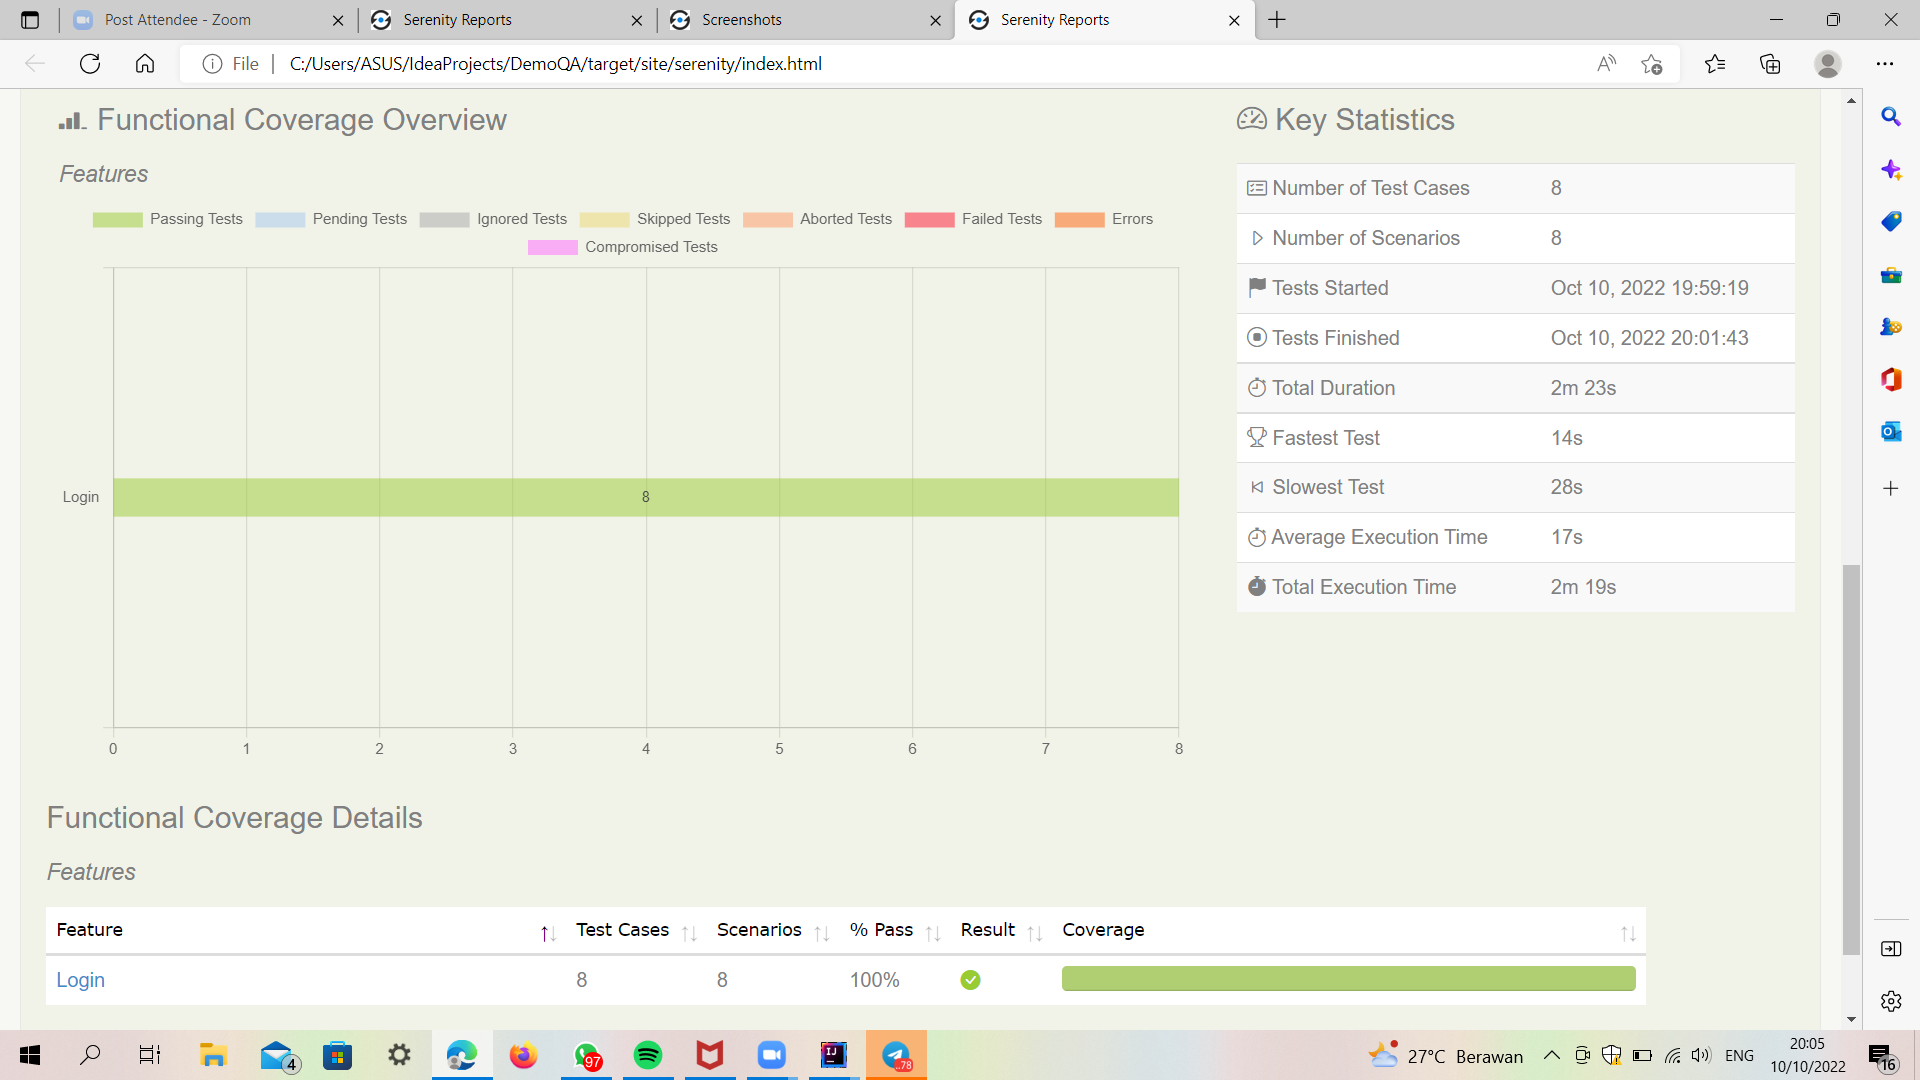 Post Attendee - Zoom
Serenity Reports
Screenshots
Serenity Reports
File
C:/Users/ASUS/IdeaProjects/DemoQA/target/site/serenity/index.html
Functional Coverage Overview
Features
Passing Tests
Pending Tests
Ignored Tests
Skipped Tests
Aborted Tests
Failed Tests
Errors
Compromised Tests
Login
8
0 1 2 3 4 5 6 7 8
Key Statistics
Number of Test Cases 8
Number of Scenarios 8
Tests Started Oct 10, 2022 19:59:19
Tests Finished Oct 10, 2022 20:01:43
Total Duration 2m 23s
Fastest Test 14s
Slowest Test 28s
Average Execution Time 17s
Total Execution Time 2m 19s
Functional Coverage Details
Features
Feature Test Cases Scenarios % Pass Result Coverage
Login 8 8 100%
4
97
..78
27°C Berawan
ENG
20:05
10/10/2022
16